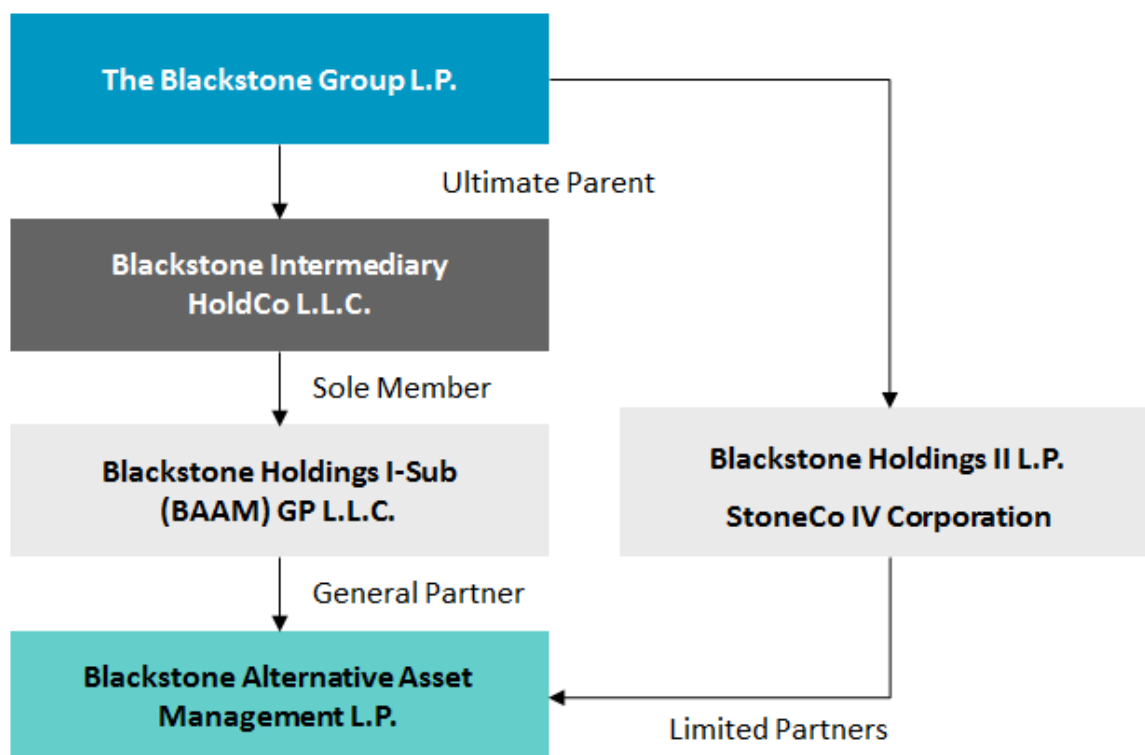 The Blackstone Group L.P.
Ultimate Parent
Blackstone Intermediary
HoldCo L.L.C.
Sole Member
Blackstone Holdings I-Sub
(BAAM) GP L.L.C.
Blackstone Holdings II L.P.
StoneCo IV Corporation
General Partner
Blackstone Alternative Asset
Management L.P.
Limited Partners